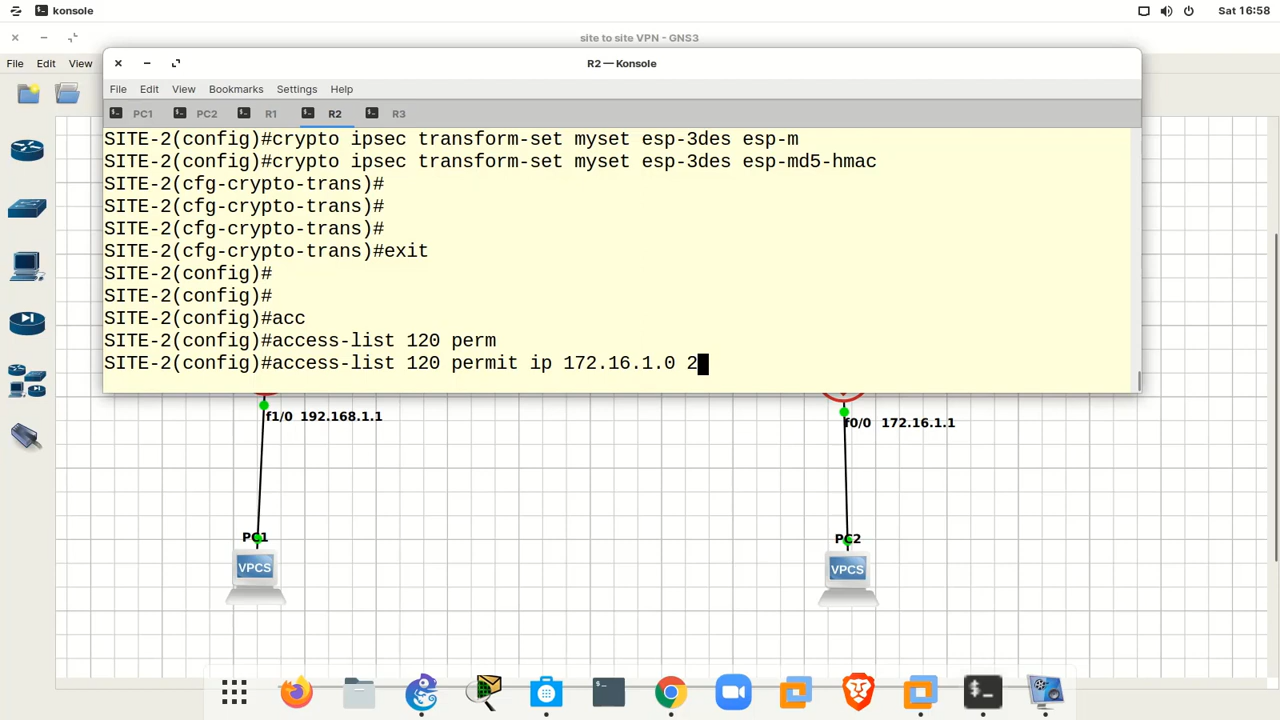 konsole
Sat 16:58
site to site VPN - GNS3
File Edit View
R2 — Konsole
File Edit View Bookmarks Settings Help
PC1 PC2 R1 R2 R3
SITE-2(config)#crypto ipsec transform-set myset esp-3des esp-m
SITE-2(config)#crypto ipsec transform-set myset esp-3des esp-md5-hmac
SITE-2(cfg-crypto-trans)#
SITE-2(cfg-crypto-trans)#
SITE-2(cfg-crypto-trans)#
SITE-2(cfg-crypto-trans)#exit
SITE-2(config)#
SITE-2(config)#
SITE-2(config)#acc
SITE-2(config)#access-list 120 perm
SITE-2(config)#access-list 120 permit ip 172.16.1.0 2
f1/0 192.168.1.1
f0/0 172.16.1.1
PC1
PC2
VPCS
VPCS